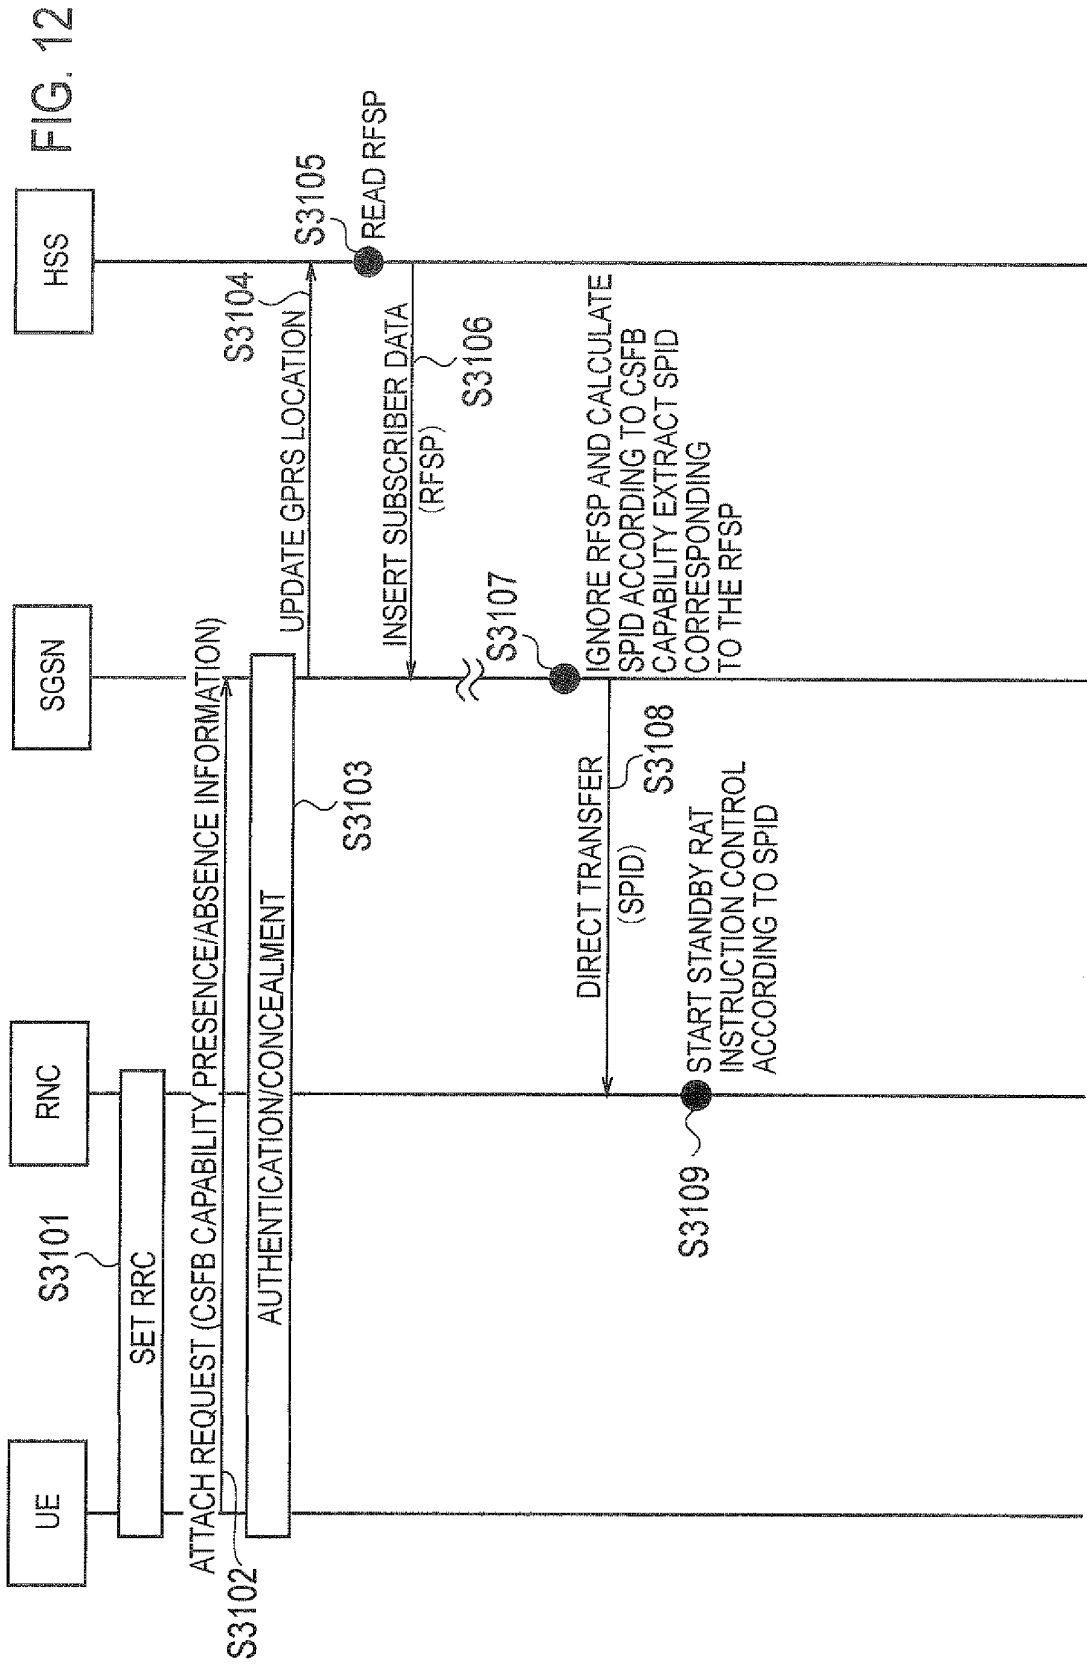 FIG. 12
UE
RNC
SGSN
HSS
S3101
SET RRC
ATTACH REQUEST (CSFB CAPABILITY PRESENCE/ABSENCE INFORMATION)
S3102
AUTHENTICATION/CONCEALMENT
S3103
UPDATE GPRS LOCATION
S3104
S3105
READ RFSP
INSERT SUBSCRIBER DATA
(RFSP)
S3106
S3107
IGNORE RFSP AND CALCULATE
SPID ACCORDING TO CSFB
CAPABILITY EXTRACT SPID
CORRESPONDING
TO THE RFSP
DIRECT TRANSFER
(SPID)
S3108
S3109
START STANDBY RAT
INSTRUCTION CONTROL
ACCORDING TO SPID